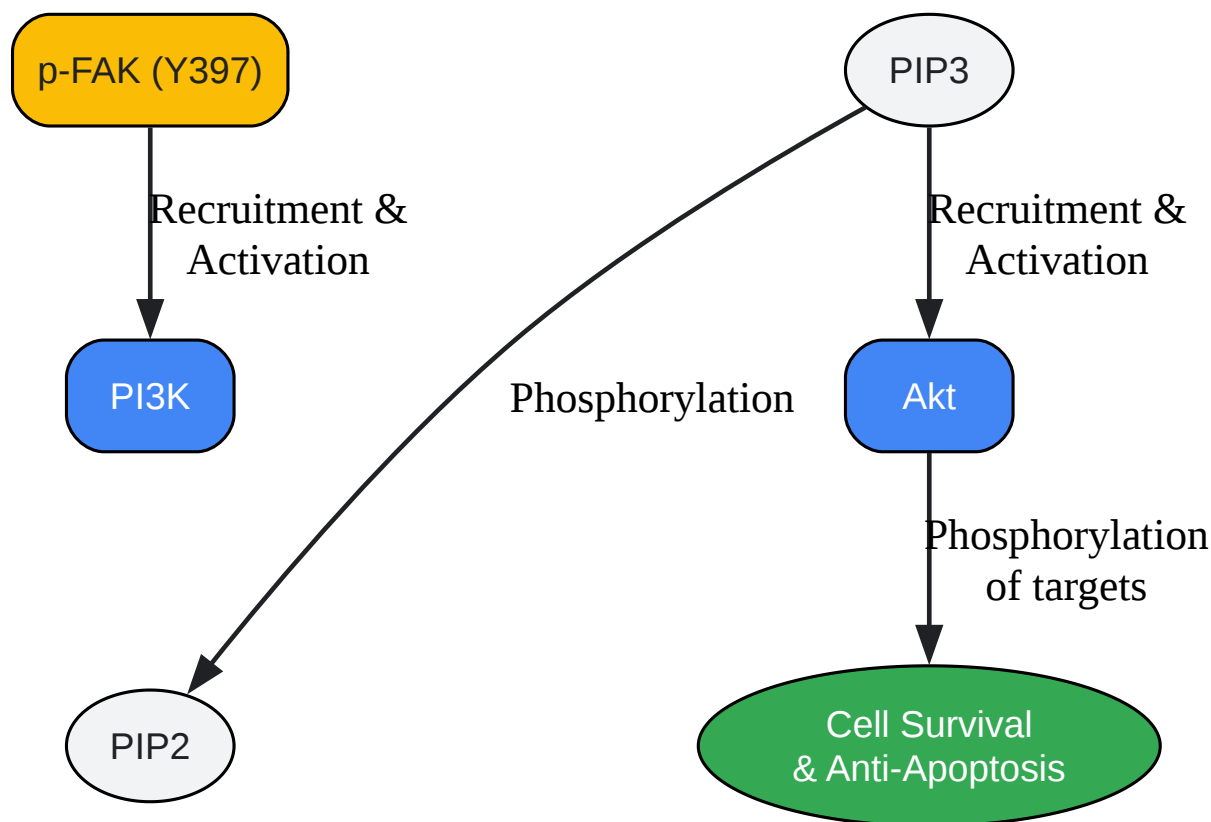 p-FAK (Y397)
PIP3
Recruitment &
Activation
Recruitment &
Activation
PI3K
Phosphorylation
Akt
Phosphorylation
of targets
PIP2
Cell Survival
& Anti-Apoptosis